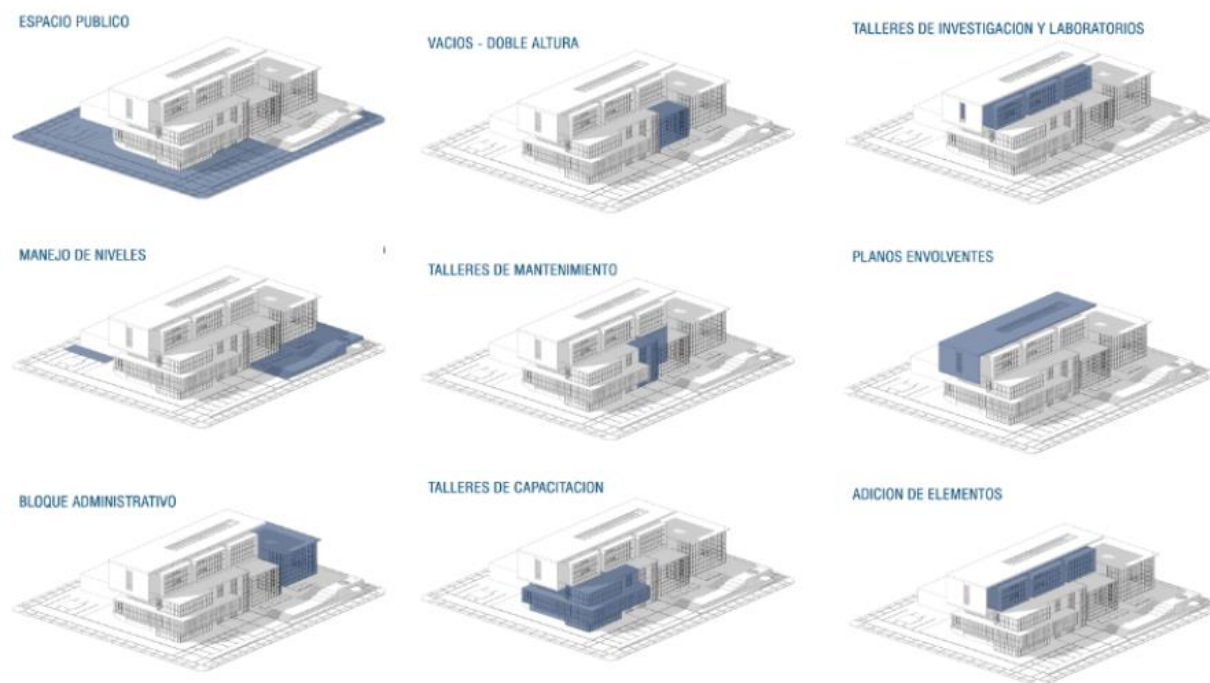 ESPACIO PUBLICO
VACIOS - DOBLE ALTURA
TALLERES DE INVESTIGACION Y LABORATORIOS
MANEJO DE NIVELES
TALLERES DE MANTENIMIENTO
PLANOS ENVOLVENTES
BLOQUE ADMINISTRATIVO
TALLERES DE CAPACITACION
ADICION DE ELEMENTOS